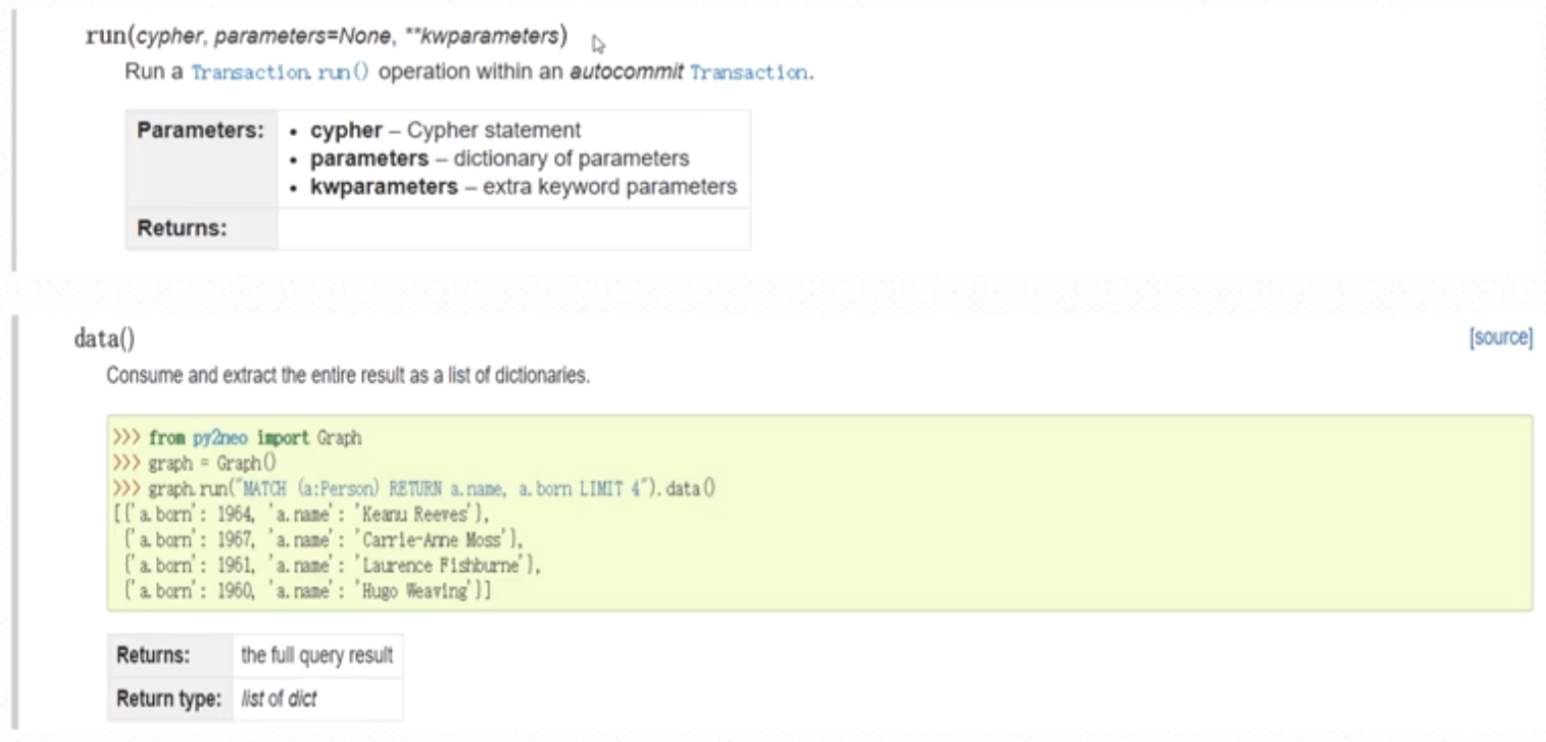 run(cypher, parameters=None, **kwparameters)
Run a Transaction.run() operation within an autocommit Transaction.
Parameters:
• cypher – Cypher statement
• parameters – dictionary of parameters
• kwparameters – extra keyword parameters
Returns:
data()
[source]
Consume and extract the entire result as a list of dictionaries.
>>> from py2neo import Graph
>>> graph = Graph()
>>> graph.run("MATCH (a:Person) RETURN a.name, a.born LIMIT 4").data()
[{'a.born': 1964, 'a.name': 'Keanu Reeves'},
{'a.born': 1967, 'a.name': 'Carrie-Anne Moss'},
{'a.born': 1961, 'a.name': 'Laurence Fishburne'},
{'a.born': 1960, 'a.name': 'Hugo Weaving'}]
Returns: the full query result
Return type: list of dict